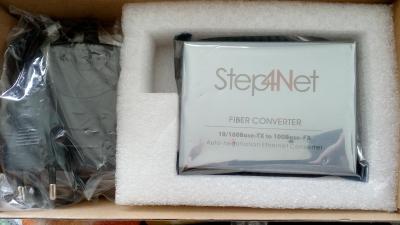 Step4Net
FIBER CONVERTER
10/100Base-TX to 100Base-FX
Auto-Negotiation Ethernet Converter